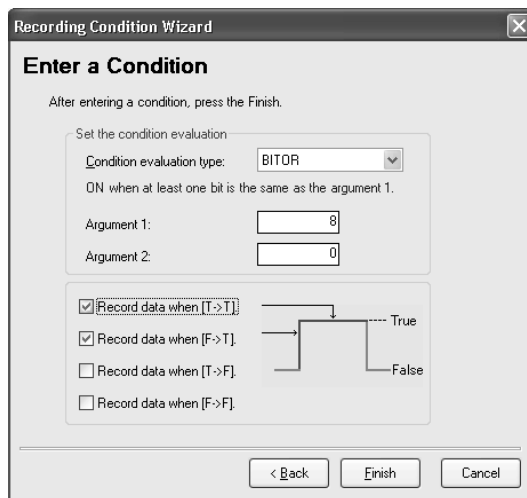 Recording Condition Wizard
Enter a Condition
After entering a condition, press the Finish.
Set the condition evaluation
Condition evaluation type: BITOR
ON when at least one bit is the same as the argument 1.
Argument 1: 8
Argument 2: 0
Record data when [T->T].
True
Record data when [F->T].
Record data when [T->F].
False
Record data when [F->F].
< Back Finish Cancel